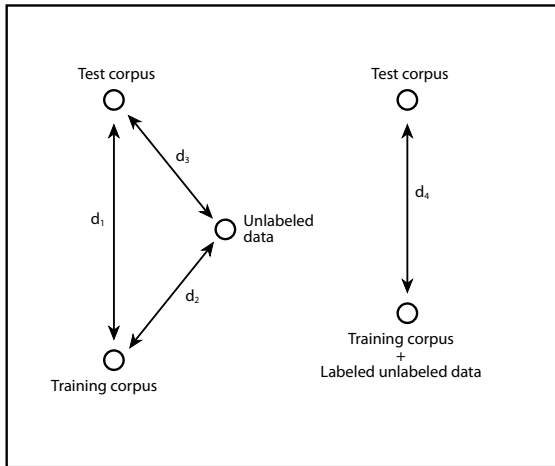 Test corpus
d₃
d₁
Unlabeled
data
d₂
Training corpus
Test corpus
d₄
Training corpus
+
Labeled unlabeled data